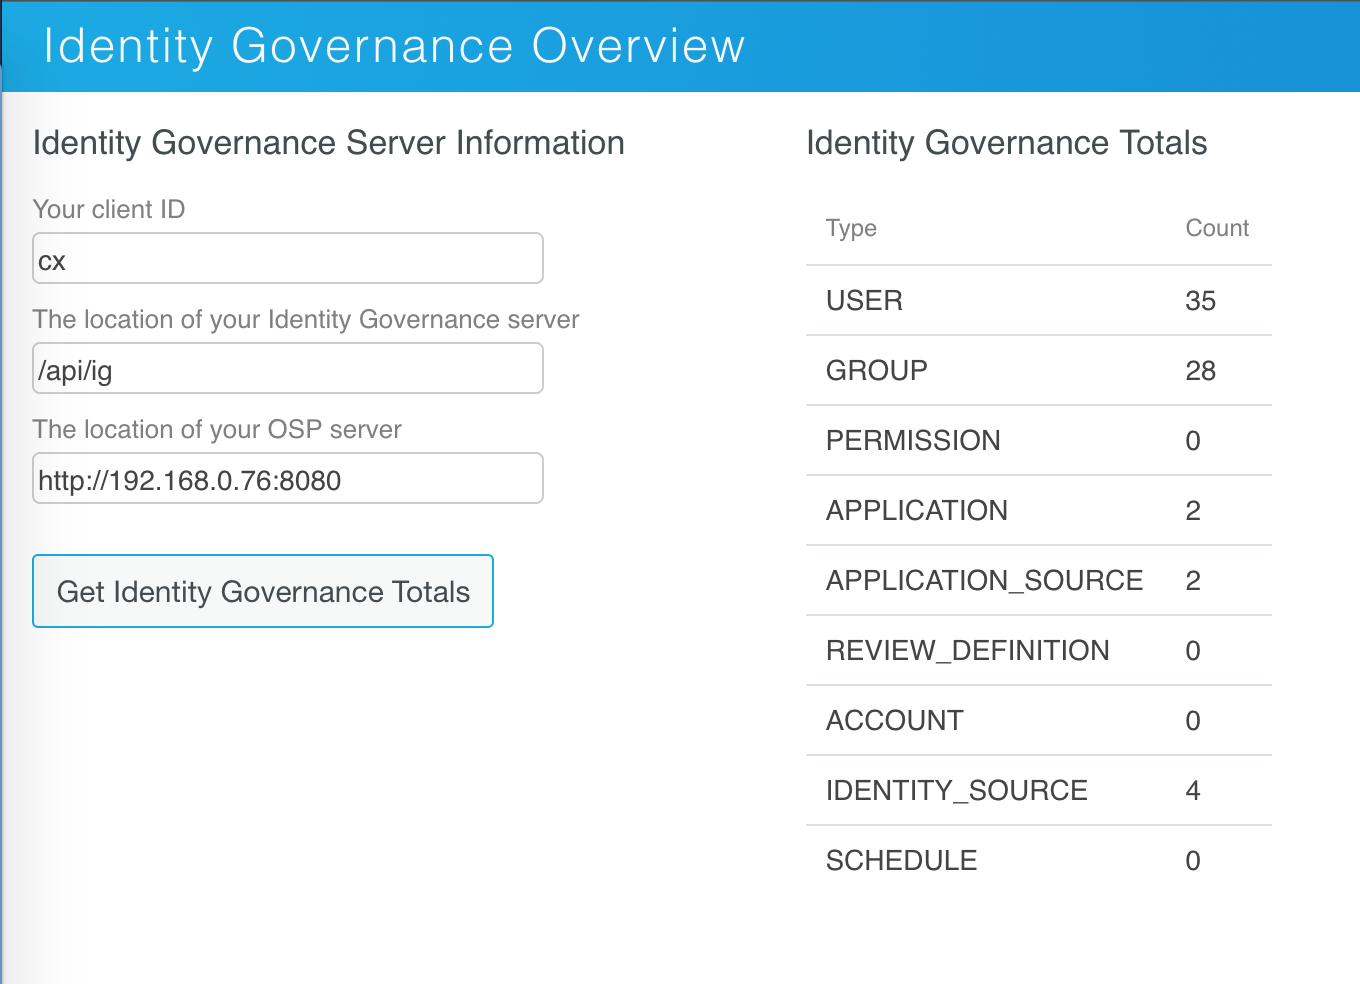 Identity Governance Overview
Identity Governance Server Information
Your client ID
cx
The location of your Identity Governance server
/api/ig
The location of your OSP server
http://192.168.0.76:8080
Get Identity Governance Totals
Identity Governance Totals
Type Count
USER 35
GROUP 28
PERMISSION 0
APPLICATION 2
APPLICATION_SOURCE 2
REVIEW_DEFINITION 0
ACCOUNT 0
IDENTITY_SOURCE 4
SCHEDULE 0